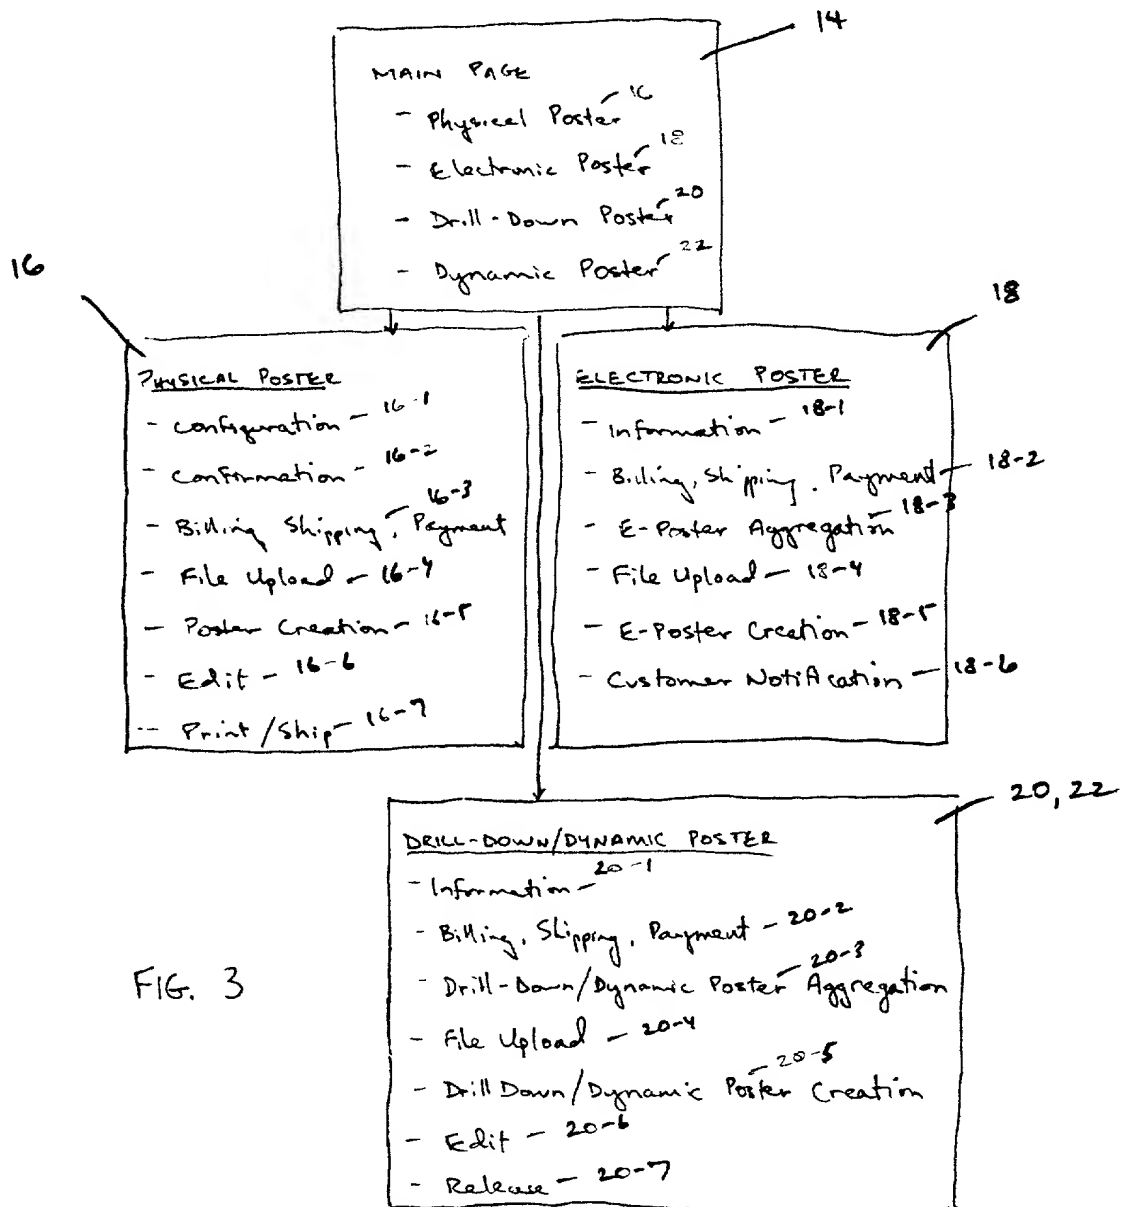 14
MAIN PAGE
- Physical Poster 16
- Electronic Poster 18
- Drill-Down Poster 20
- Dynamic Poster 22
16
PHYSICAL POSTER
- Configuration - 16-1
- Confirmation - 16-2
- Billing, Shipping, Payment 16-3
- File Upload - 16-4
- Poster Creation - 16-5
- Edit - 16-6
- Print/Ship - 16-7
18
ELECTRONIC POSTER
- Information - 18-1
- Billing, Shipping, Payment - 18-2
- E-Poster Aggregation 18-3
- File Upload - 18-4
- E-Poster Creation - 18-5
- Customer Notification - 18-6
20, 22
DRILL-DOWN/DYNAMIC POSTER
- Information - 20-1
- Billing, Shipping, Payment - 20-2
- Drill-Down/Dynamic Poster Aggregation 20-3
- File Upload - 20-4
- Drill Down/Dynamic Poster Creation 20-5
- Edit - 20-6
- Release - 20-7
FIG. 3